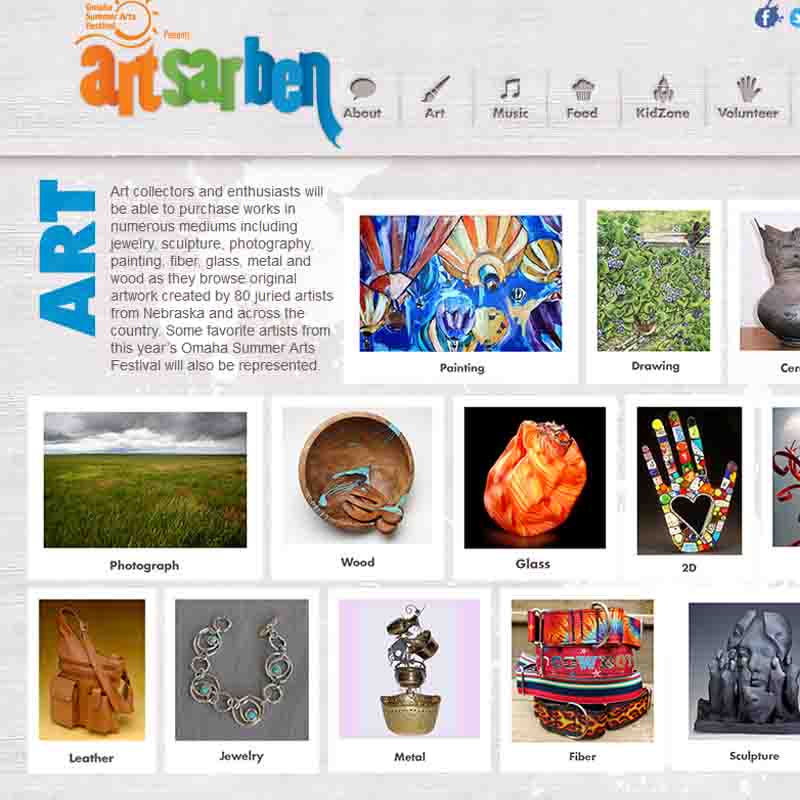 Omaha
Summer Arts
Festival
Presents
artsarben
About
Art
Music
Food
KidZone
Volunteer
ART
Art collectors and enthusiasts will
be able to purchase works in
numerous mediums including
jewelry, sculpture, photography,
painting, fiber, glass, metal and
wood as they browse original
artwork created by 80 juried artists
from Nebraska and across the
country. Some favorite artists from
this year's Omaha Summer Arts
Festival will also be represented.
Painting
Drawing
Cer
Photograph
Wood
Glass
2D
Leather
Jewelry
Metal
Fiber
Sculpture